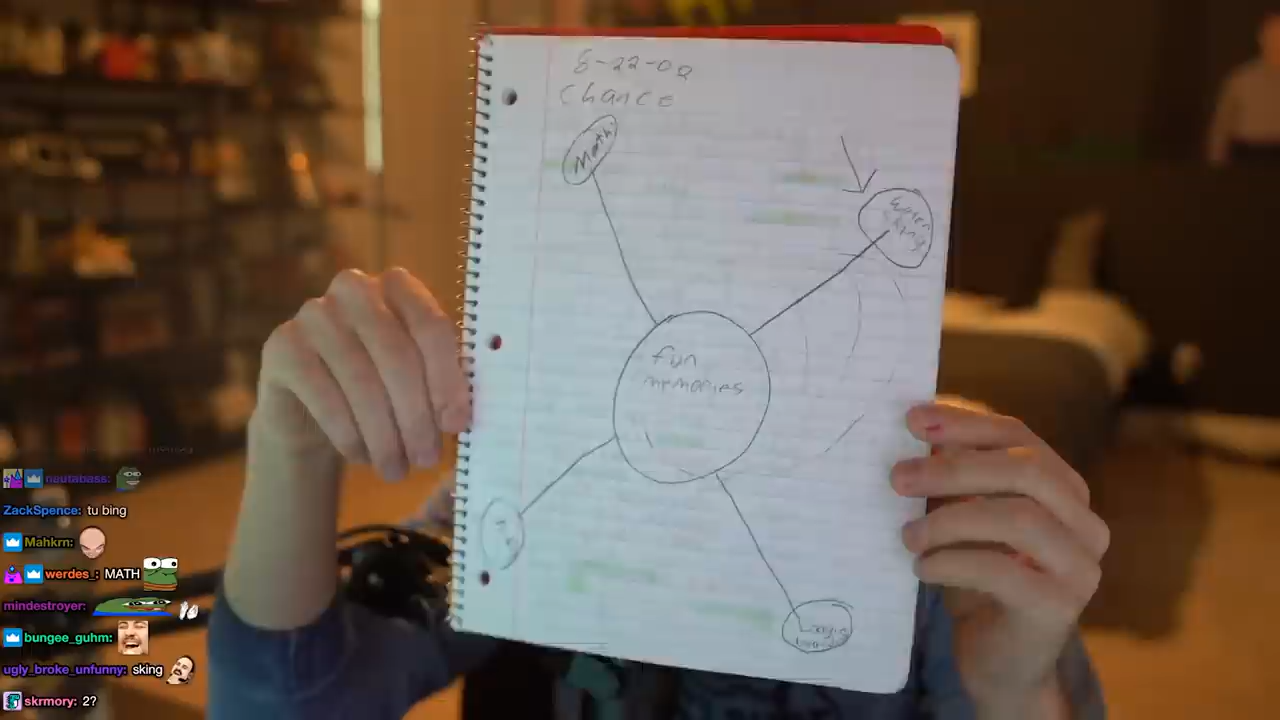 8-22-02
Chance
Math
fun
memories
nautabass:
ZackSpence: tu bing
Mahkrn:
werdes_: MATH
mindestroyer:
bungee_guhm:
ugly_broke_unfunny: sking
skrmory: 2?